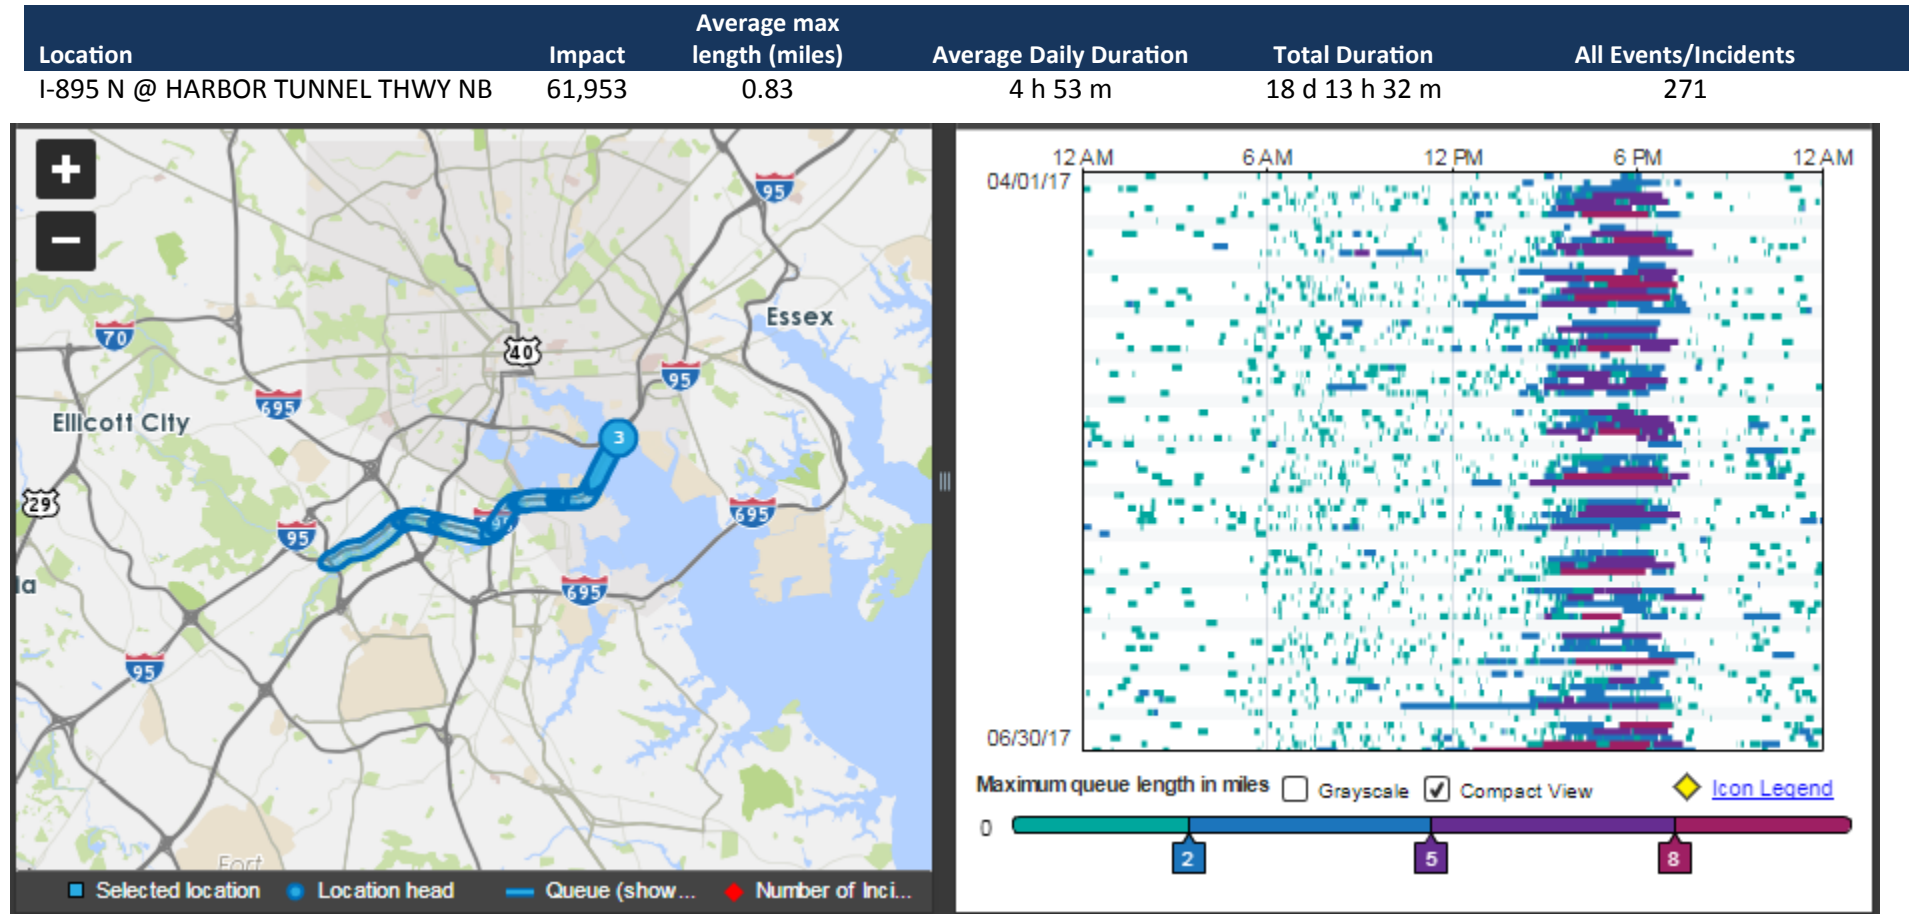 Location Impact Average max length (miles) Average Daily Duration Total Duration All Events/Incidents
I-895 N @ HARBOR TUNNEL THWY NB 61,953 0.83 4 h 53 m 18 d 13 h 32 m 271
+
−
95
Essex
70
40
95
695
Ellicott City
29
3
95
695
95
la
695
95
Fort
Selected location Location head Queue (show... Number of Inci...
12 AM 6 AM 12 PM 6 PM 12 AM
04/01/17
06/30/17
Maximum queue length in miles Grayscale Compact View Icon Legend
0
2 5 8